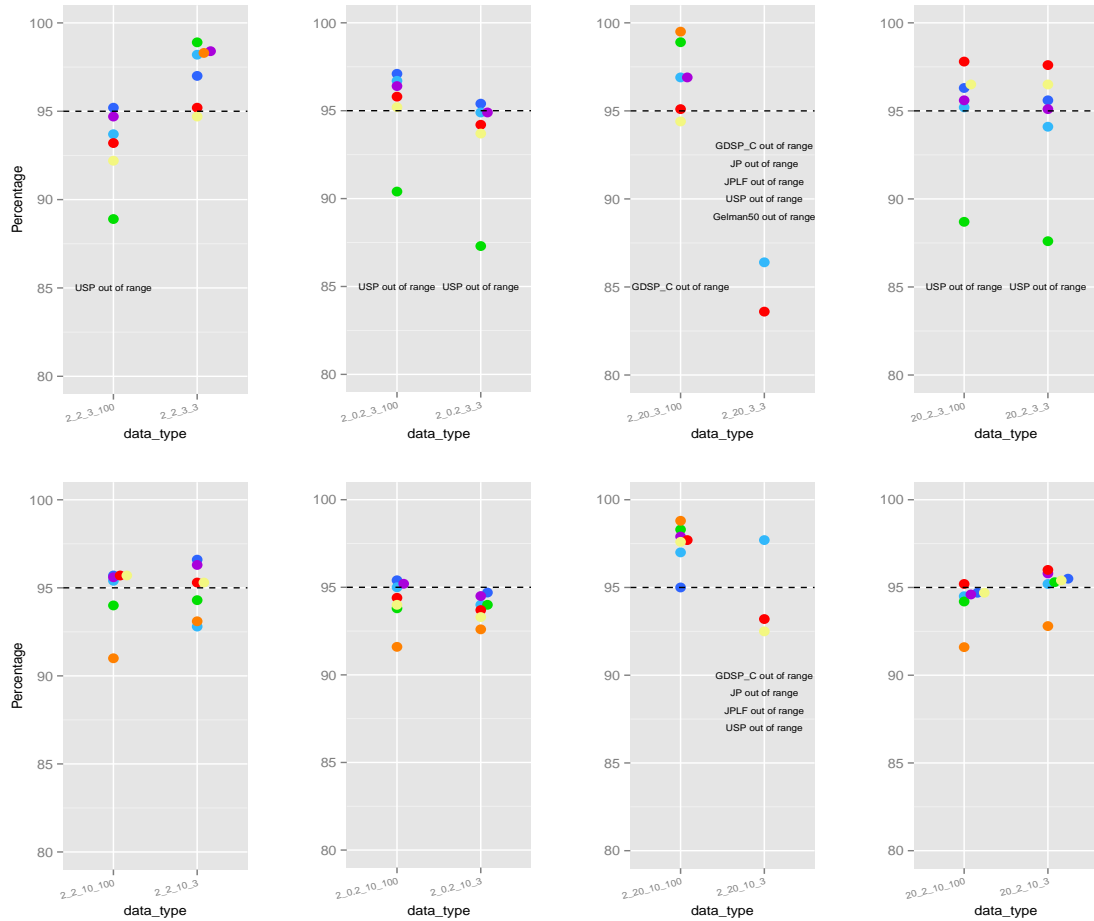 100
95
90
85
80
Percentage
USP out of range
2_2_3_100
2_2_3_3
data_type
100
95
90
85
80
USP out of range
USP out of range
2_0.2_3_100
2_0.2_3_3
data_type
100
95
90
85
80
GDSP_C out of range
JP out of range
JPLF out of range
USP out of range
Gelman50 out of range
GDSP_C out of range
2_20_3_100
2_20_3_3
data_type
100
95
90
85
80
USP out of range
USP out of range
20_2_3_100
20_2_3_3
data_type
100
95
90
85
80
Percentage
2_2_10_100
2_2_10_3
data_type
100
95
90
85
80
2_0.2_10_100
2_0.2_10_3
data_type
100
95
90
85
80
GDSP_C out of range
JP out of range
JPLF out of range
USP out of range
2_20_10_100
2_20_10_3
data_type
100
95
90
85
80
20_2_10_100
20_2_10_3
data_type